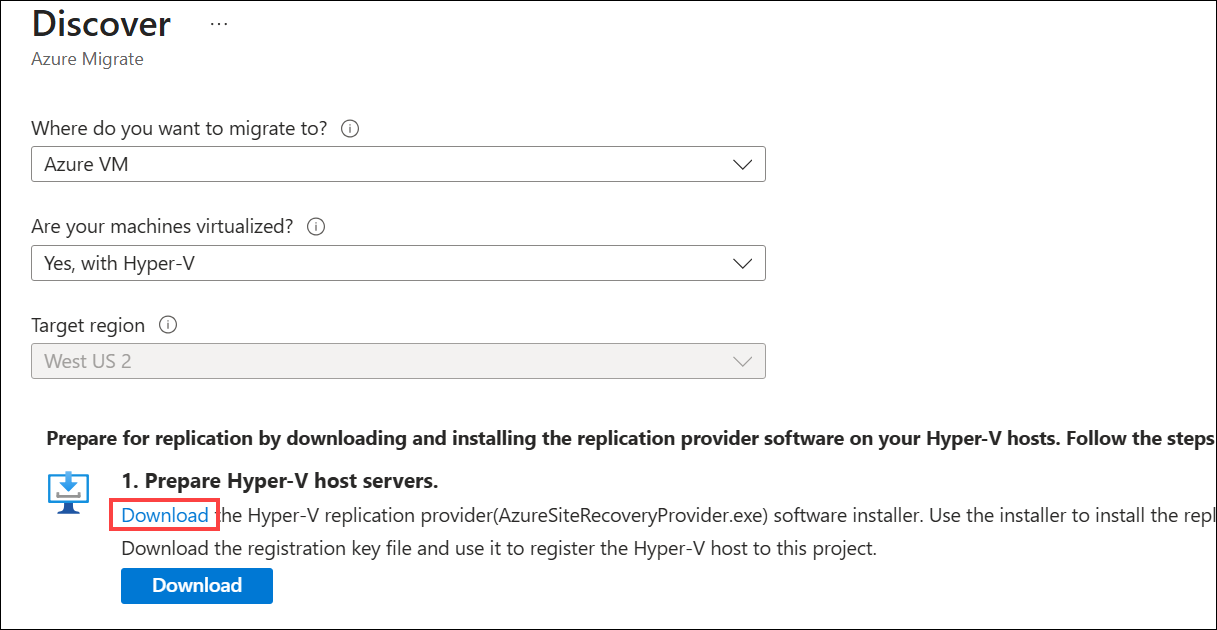 Discover ...
Azure Migrate
Where do you want to migrate to?
Azure VM
Are your machines virtualized?
Yes, with Hyper-V
Target region
West US 2
Prepare for replication by downloading and installing the replication provider software on your Hyper-V hosts. Follow the steps
1. Prepare Hyper-V host servers.
Download the Hyper-V replication provider(AzureSiteRecoveryProvider.exe) software installer. Use the installer to install the repl
Download the registration key file and use it to register the Hyper-V host to this project.
Download